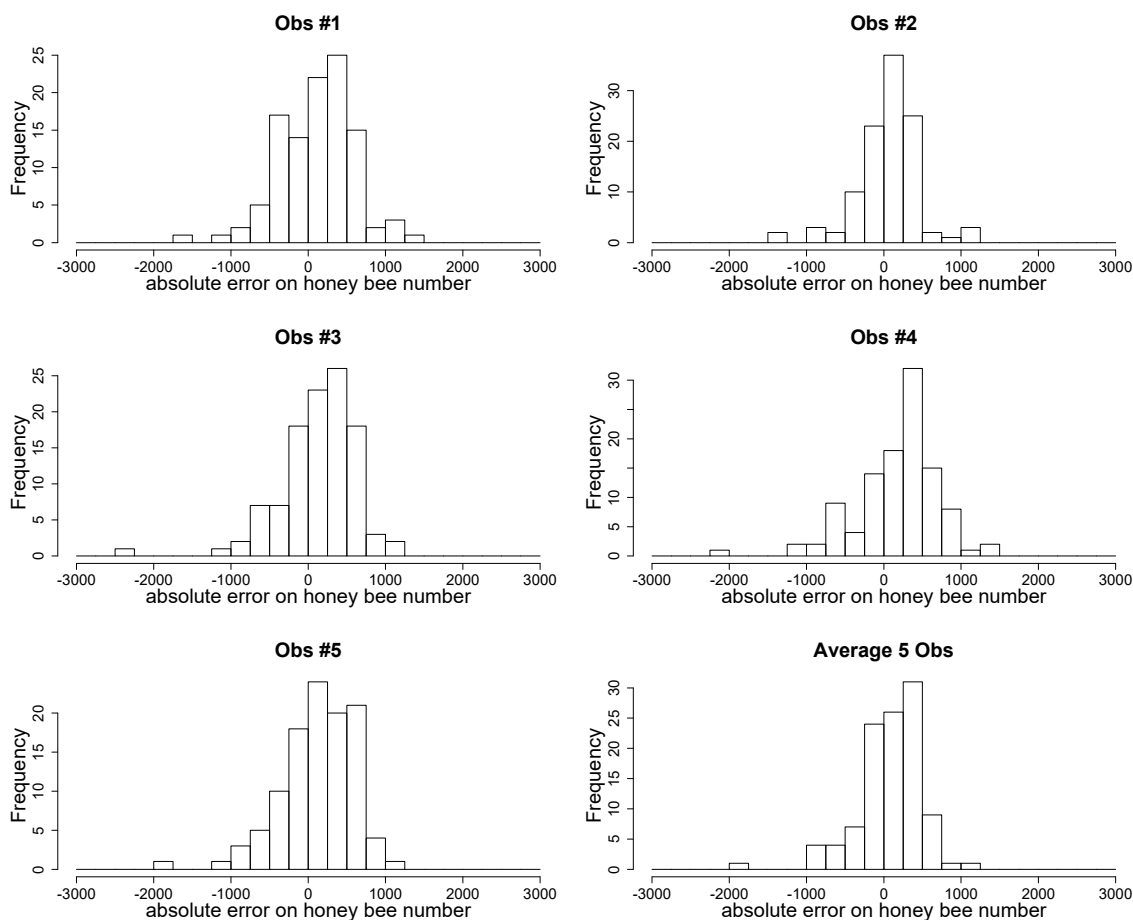 Obs #1
Frequency
0 5 10 15 20 25
-3000 -2000 -1000 0 1000 2000 3000
absolute error on honey bee number
Obs #2
Frequency
0 10 20 30
-3000 -2000 -1000 0 1000 2000 3000
absolute error on honey bee number
Obs #3
Frequency
0 5 10 15 20 25
-3000 -2000 -1000 0 1000 2000 3000
absolute error on honey bee number
Obs #4
Frequency
0 5 10 20 30
-3000 -2000 -1000 0 1000 2000 3000
absolute error on honey bee number
Obs #5
Frequency
0 5 10 15 20
-3000 -2000 -1000 0 1000 2000 3000
absolute error on honey bee number
Average 5 Obs
Frequency
0 5 10 15 20 25 30
-3000 -2000 -1000 0 1000 2000 3000
absolute error on honey bee number